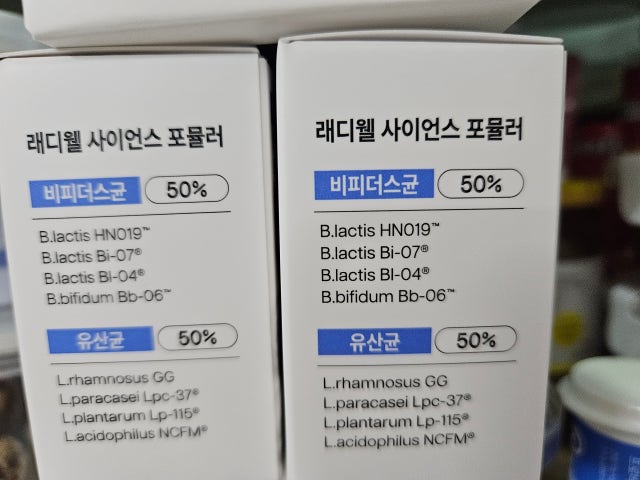 래디웰 사이언스 포뮬러
비피더스균 50%
B.lactis HN019™
B.lactis Bi-07®
B.lactis Bl-04®
B.bifidum Bb-06™
유산균 50%
L.rhamnosus GG
L.paracasei Lpc-37®
L.plantarum Lp-115®
L.acidophilus NCFM®
래디웰 사이언스 포뮬러
비피더스균 50%
B.lactis HN019™
B.lactis Bi-07®
B.lactis Bl-04®
B.bifidum Bb-06™
유산균 50%
L.rhamnosus GG
L.paracasei Lpc-37®
L.plantarum Lp-115®
L.acidophilus NCFM®